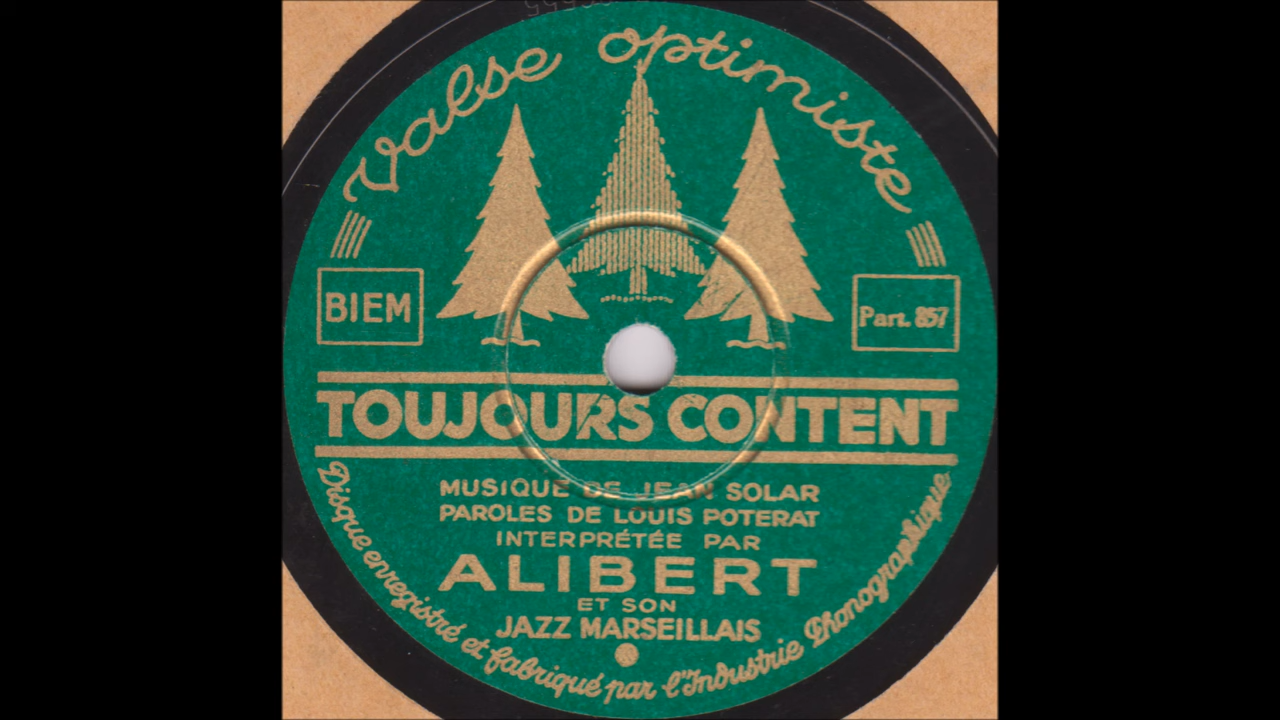 Valse optimiste
BIEM
Part. 857
TOUJOURS CONTENT
MUSIQUE DE JEAN SOLAR
PAROLES DE LOUIS POTERAT
INTERPRÉTÉE PAR
ALIBERT
ET SON
JAZZ MARSEILLAIS
Disque enregistré et fabriqué par l'Industrie Phonographique